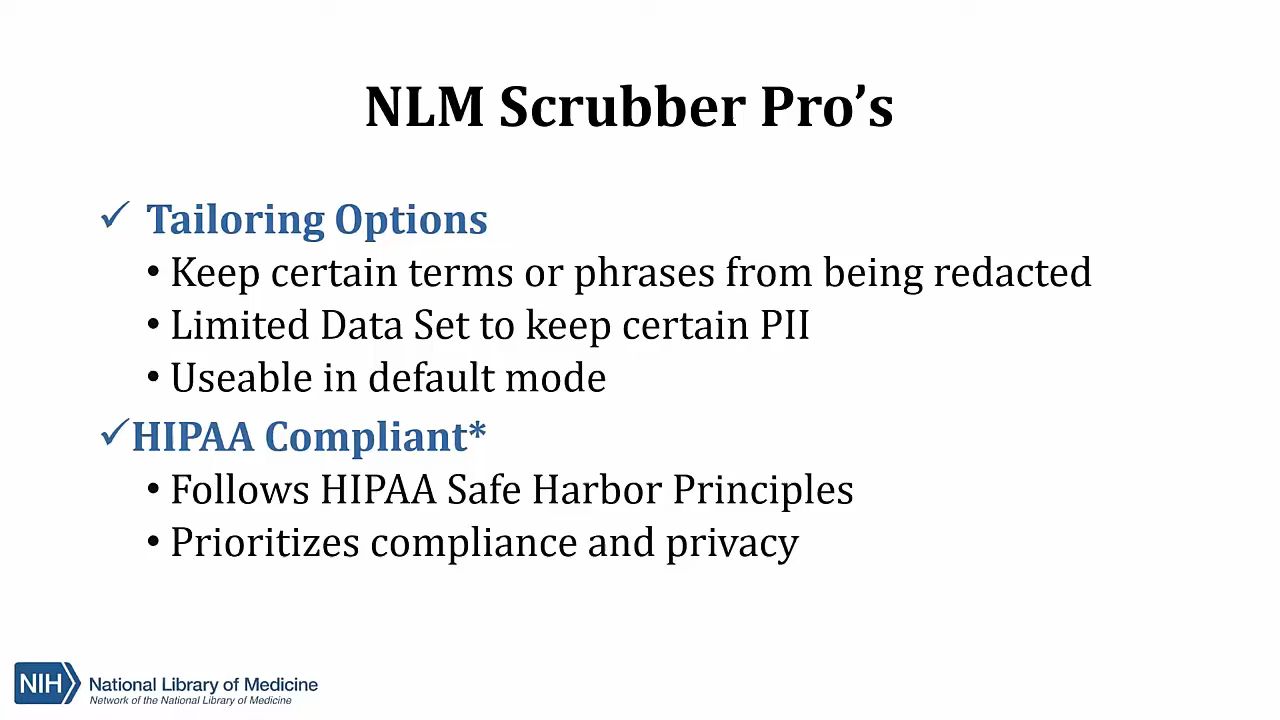 NLM Scrubber Pro’s
✓ Tailoring Options
• Keep certain terms or phrases from being redacted
• Limited Data Set to keep certain PII
• Useable in default mode
✓HIPAA Compliant*
• Follows HIPAA Safe Harbor Principles
• Prioritizes compliance and privacy
NIH National Library of Medicine
Network of the National Library of Medicine